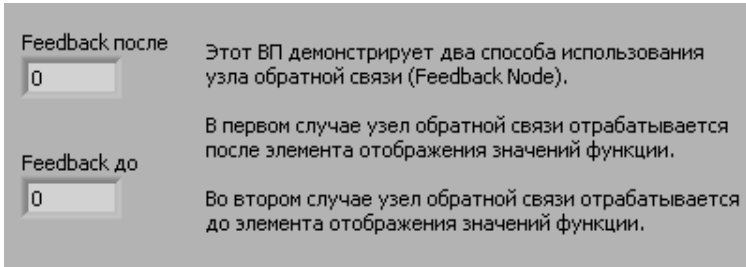 Feedback после
0
Feedback до
0
Этот ВП демонстрирует два способа использования
узла обратной связи (Feedback Node).
В первом случае узел обратной связи отрабатывается
после элемента отображения значений функции.
Во втором случае узел обратной связи отрабатывается
до элемента отображения значений функции.